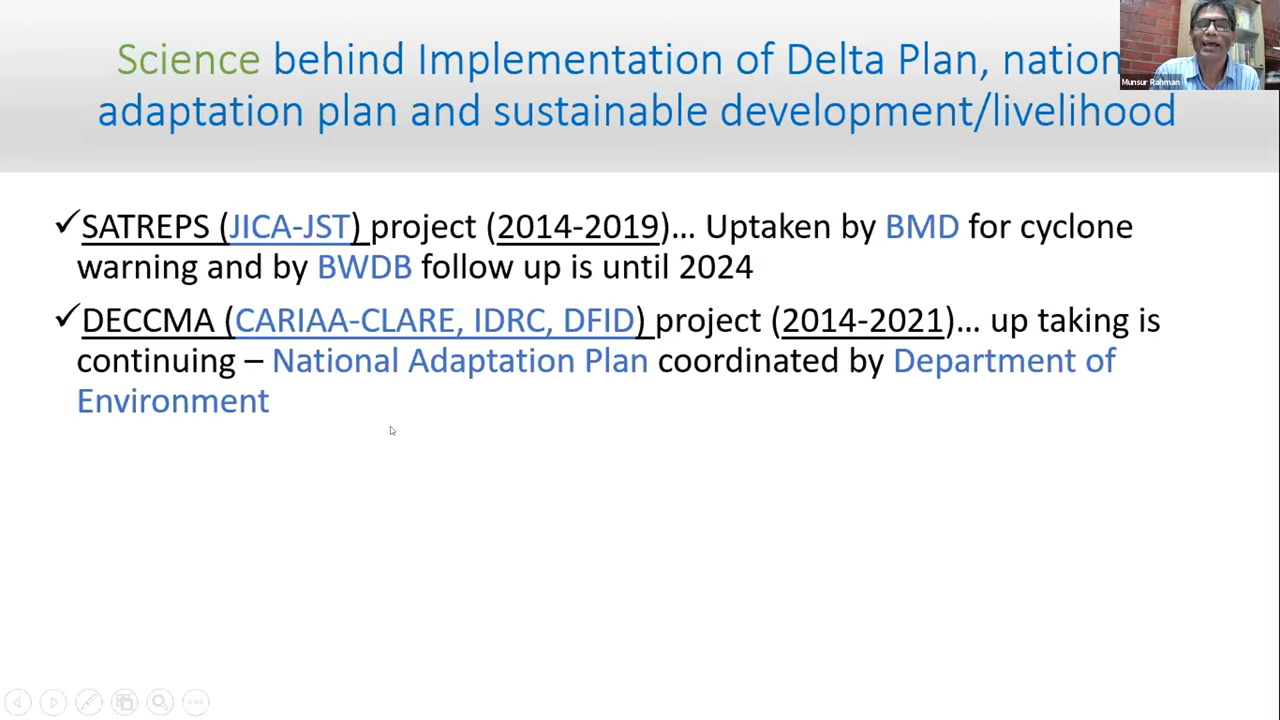 Science behind Implementation of Delta Plan, nation
adaptation plan and sustainable development/livelihood
Munsur Rahman
✓SATREPS (JICA-JST) project (2014-2019)... Uptaken by BMD for cyclone
warning and by BWDB follow up is until 2024
✓DECCMA (CARIAA-CLARE, IDRC, DFID) project (2014-2021)... up taking is
continuing – National Adaptation Plan coordinated by Department of
Environment